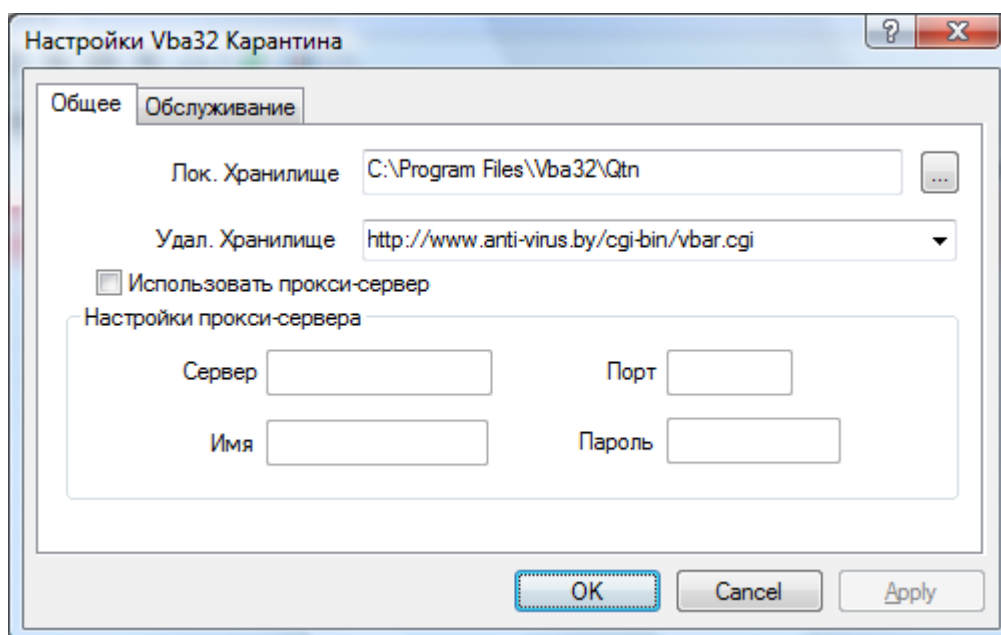 Настройки Vba32 Карантина
Общее Обслуживание
Лок. Хранилище C:\Program Files\Vba32\Qtn ...
Удал. Хранилище http://www.anti-virus.by/cgi-bin/vbar.cgi
Использовать прокси-сервер
Настройки прокси-сервера
Сервер Порт
Имя Пароль
OK Cancel Apply